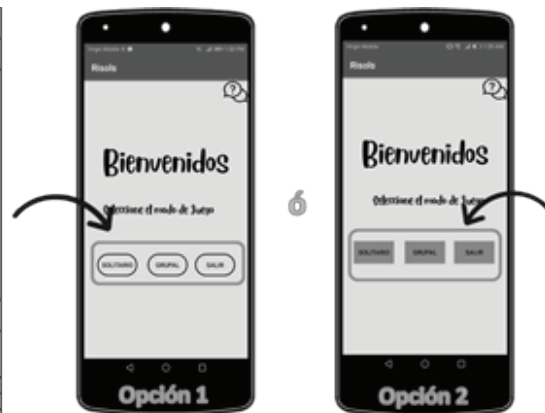 Risols
Bienvenidos
Seleccione el modo de Juego
SOLITARIO GRUPAL SALIR
Opción 1
ó
Risols
Bienvenidos
Seleccione el modo de Juego
SOLITARIO GRUPAL SALIR
Opción 2